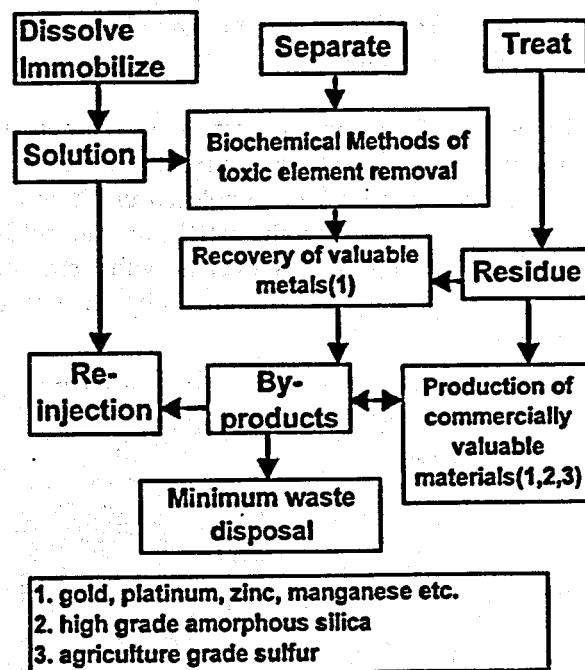 Dissolve
Immobilize
Separate
Treat
Solution
Biochemical Methods of
toxic element removal
Recovery of valuable
metals(1)
Residue
Re-
injection
By-
products
Production of
commercially
valuable
materials(1,2,3)
Minimum waste
disposal
1. gold, platinum, zinc, manganese etc.
2. high grade amorphous silica
3. agriculture grade sulfur